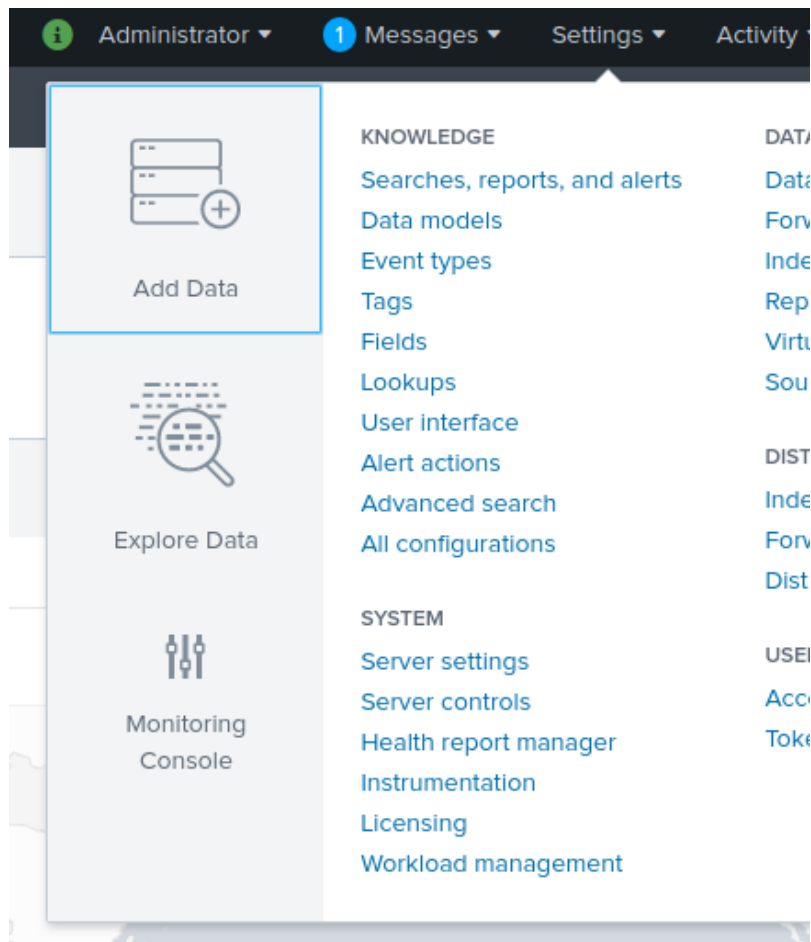 i Administrator 1 Messages Settings Activity
Add Data
Explore Data
Monitoring
Console
KNOWLEDGE
Searches, reports, and alerts
Data models
Event types
Tags
Fields
Lookups
User interface
Alert actions
Advanced search
All configurations
SYSTEM
Server settings
Server controls
Health report manager
Instrumentation
Licensing
Workload management
DATA
Data